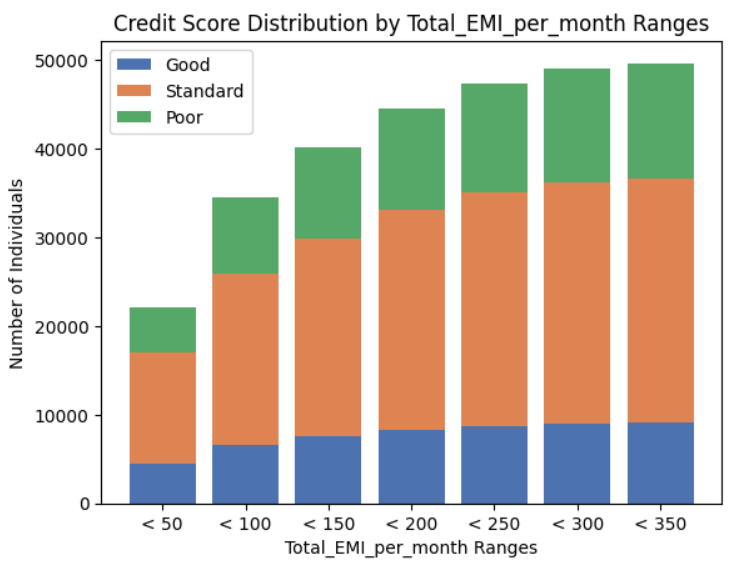 Credit Score Distribution by Total_EMI_per_month Ranges
Good
Standard
Poor
Number of Individuals
50000
40000
30000
20000
10000
0
< 50
< 100
< 150
< 200
< 250
< 300
< 350
Total_EMI_per_month Ranges